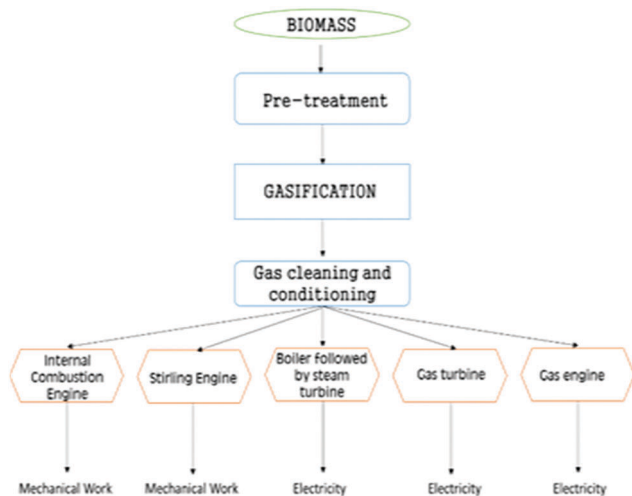 BIOMASS
Pre-treatment
GASIFICATION
Gas cleaning and
conditioning
Internal
Combustion
Engine
Stirling Engine
Boiler followed
by steam
turbine
Gas turbine
Gas engine
Mechanical Work
Mechanical Work
Electricity
Electricity
Electricity